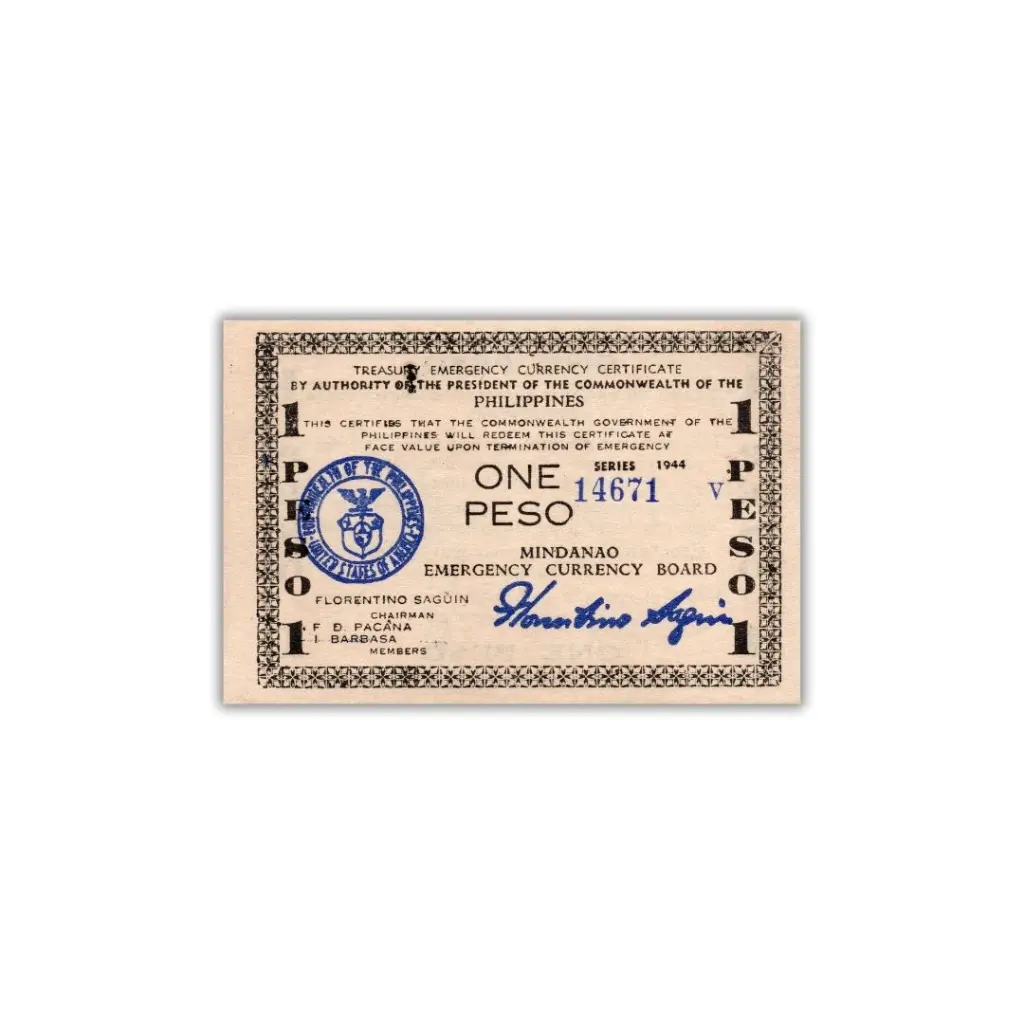 TREASURY EMERGENCY CURRENCY CERTIFICATE
BY AUTHORITY OF THE PRESIDENT OF THE COMMONWEALTH OF THE
PHILIPPINES
THIS CERTIFIES THAT THE COMMONWEALTH GOVERNMENT OF THE
PHILIPPINES WILL REDEEM THIS CERTIFICATE AT
FACE VALUE UPON TERMINATION OF EMERGENCY
1 PESO 1
COMMONWEALTH OF THE PHILIPPINES
UNITED STATES OF AMERICA
ONE
PESO
SERIES 1944
14671 V
MINDANAO
EMERGENCY CURRENCY BOARD
FLORENTINO SAGUIN
CHAIRMAN
F. D. PACANA
I. BARBASA
MEMBERS
Florentino Saguin
1 PESO 1